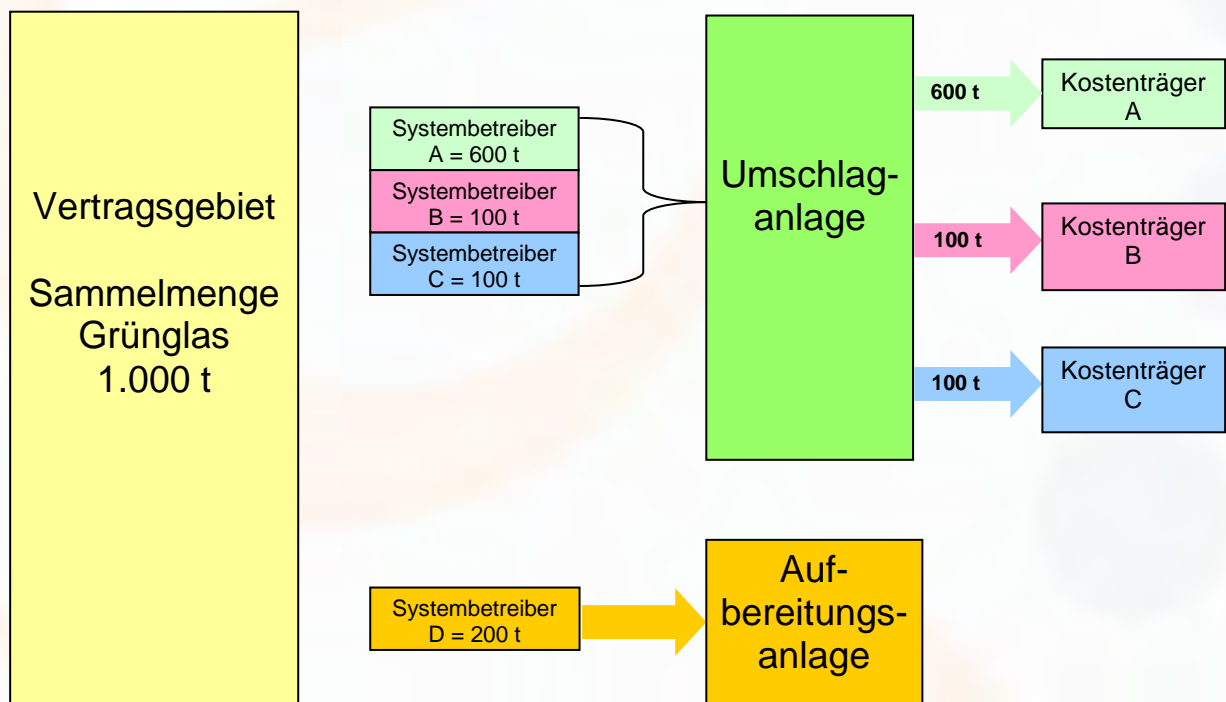 Vertragsgebiet
Sammelmenge
Grünglas
1.000 t
Systembetreiber
A = 600 t
Systembetreiber
B = 100 t
Systembetreiber
C = 100 t
Umschlag-
anlage
600 t
Kostenträger
A
100 t
Kostenträger
B
100 t
Kostenträger
C
Systembetreiber
D = 200 t
Auf-
bereitungs-
anlage